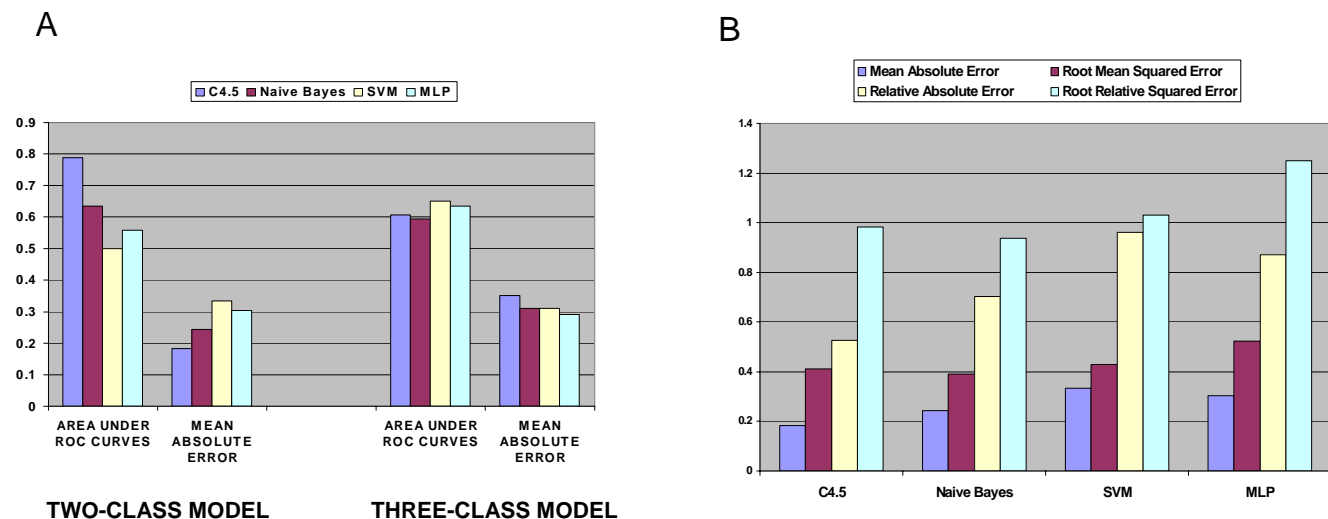 A
C4.5 Naive Bayes SVM MLP
0.9
0.8
0.7
0.6
0.5
0.4
0.3
0.2
0.1
0
AREA UNDER
ROC CURVES
MEAN
ABSOLUTE
ERROR
AREA UNDER
ROC CURVES
MEAN
ABSOLUTE
ERROR
TWO-CLASS MODEL
THREE-CLASS MODEL
B
Mean Absolute Error Root Mean Squared Error
Relative Absolute Error Root Relative Squared Error
1.4
1.2
1
0.8
0.6
0.4
0.2
0
C4.5 Naive Bayes SVM MLP